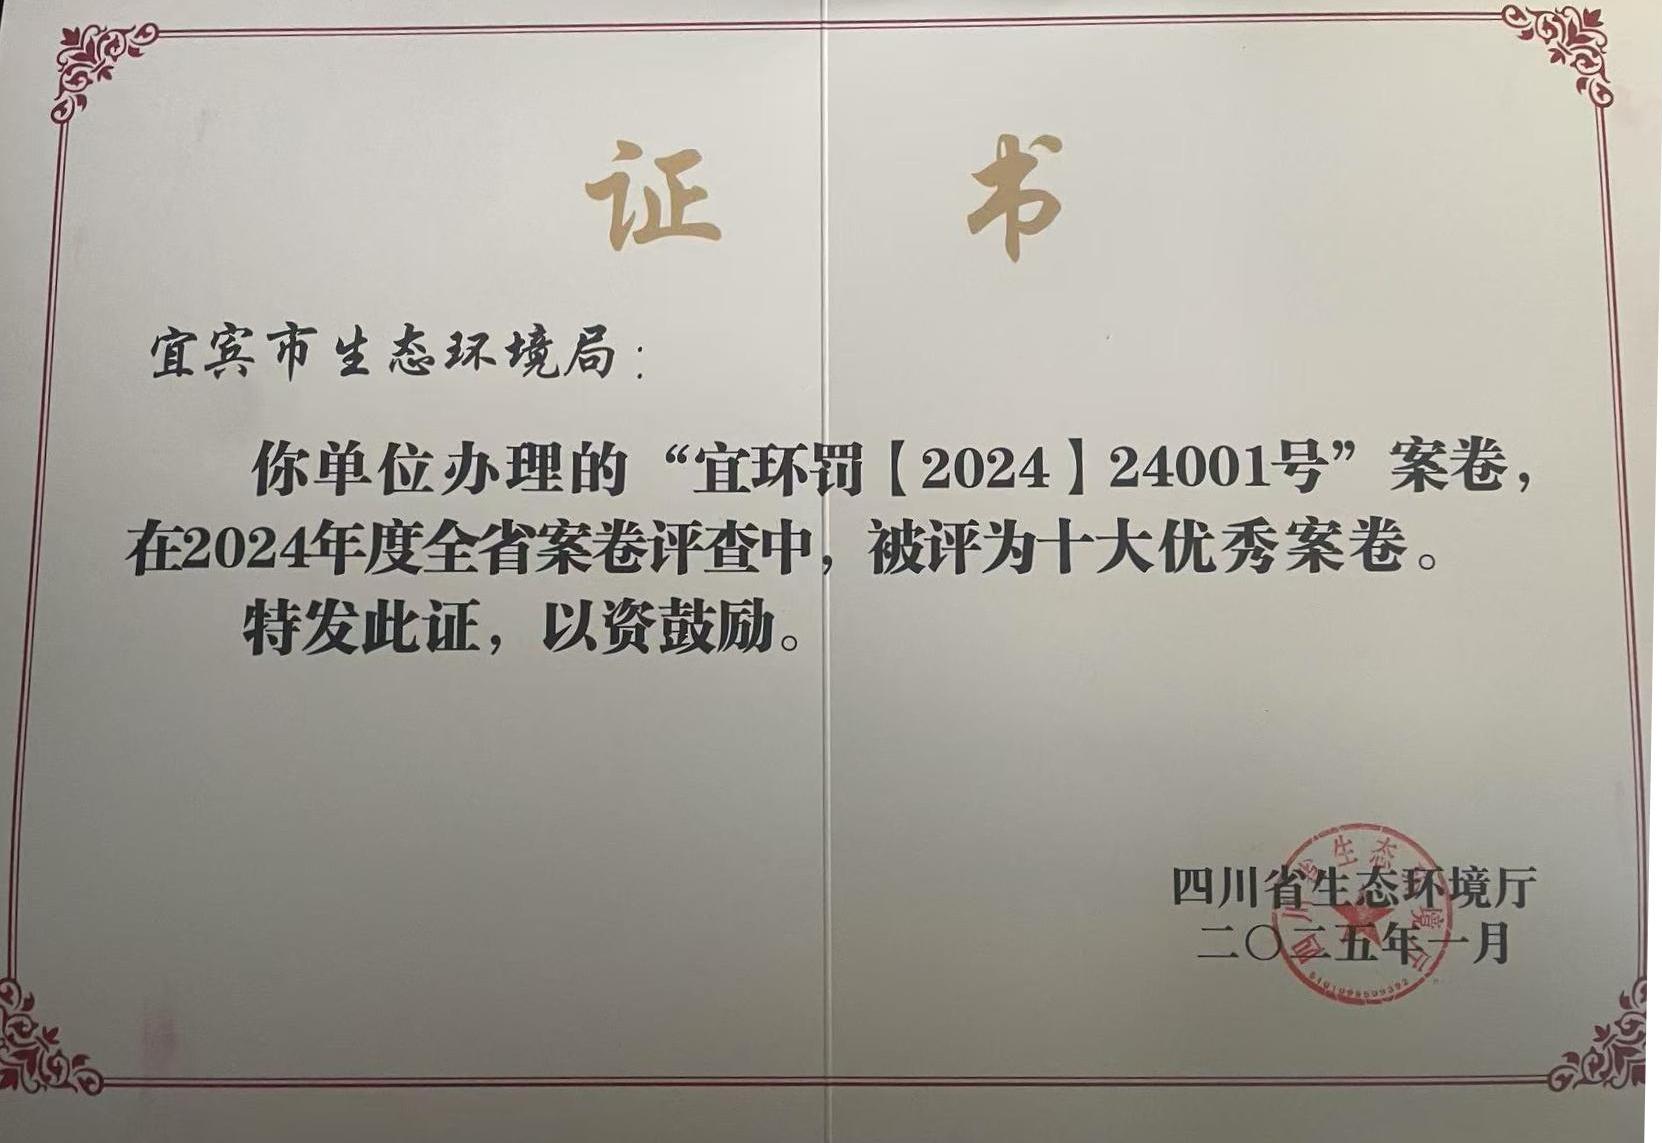 证书
宜宾市生态环境局：
你单位办理的“宜环罚【2024】24001号”案卷，
在2024年度全省案卷评查中，被评为十大优秀案卷。
特发此证，以资鼓励。
四川省生态环境厅
二〇二五年一月